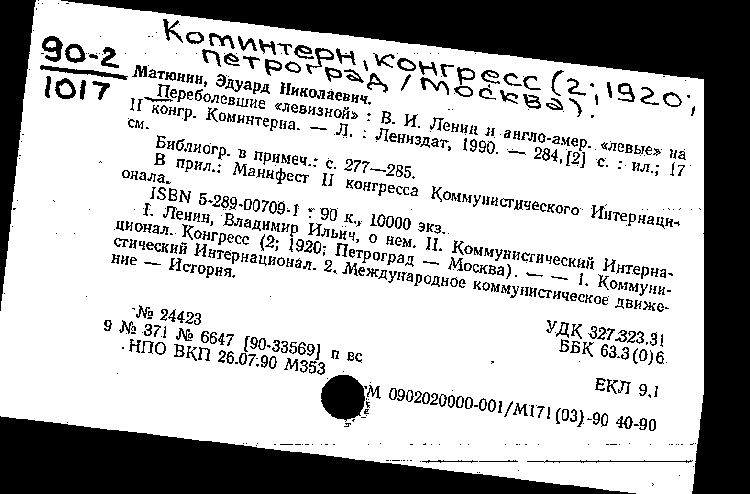 Коминтерн, конгресс (2; 1920;
90-2
петроград / Москва).
1017
Матюнин, Эдуард Николаевич.
Переболевшие «левизной» : В. И. Ленин и англо-амер. «левые» на
II конгр. Коминтерна. — Л. : Лениздат, 1990. — 284, [2] с. : ил.; 17
см.
Библиогр. в примеч.: с. 277—285.
В прил.: Манифест II конгресса Коммунистического Интернаци-
онала.
ISBN 5-289-00709-1 : 90 к., 10000 экз.
I. Ленин, Владимир Ильич, о нем. II. Коммунистический Интерна-
ционал. Конгресс (2; 1920; Петроград — Москва). — — 1. Коммуни-
стический Интернационал. 2. Международное коммунистическое движе-
ние — История.
№ 24423
УДК 327.323.31
9 № 371 № 6647 [90-33569] п вс
ББК 63.3(0)6
НПО ВКП 26.07.90 М353
ЕКЛ 9.1
М 0902020000-001/М171(03)-90 40-90